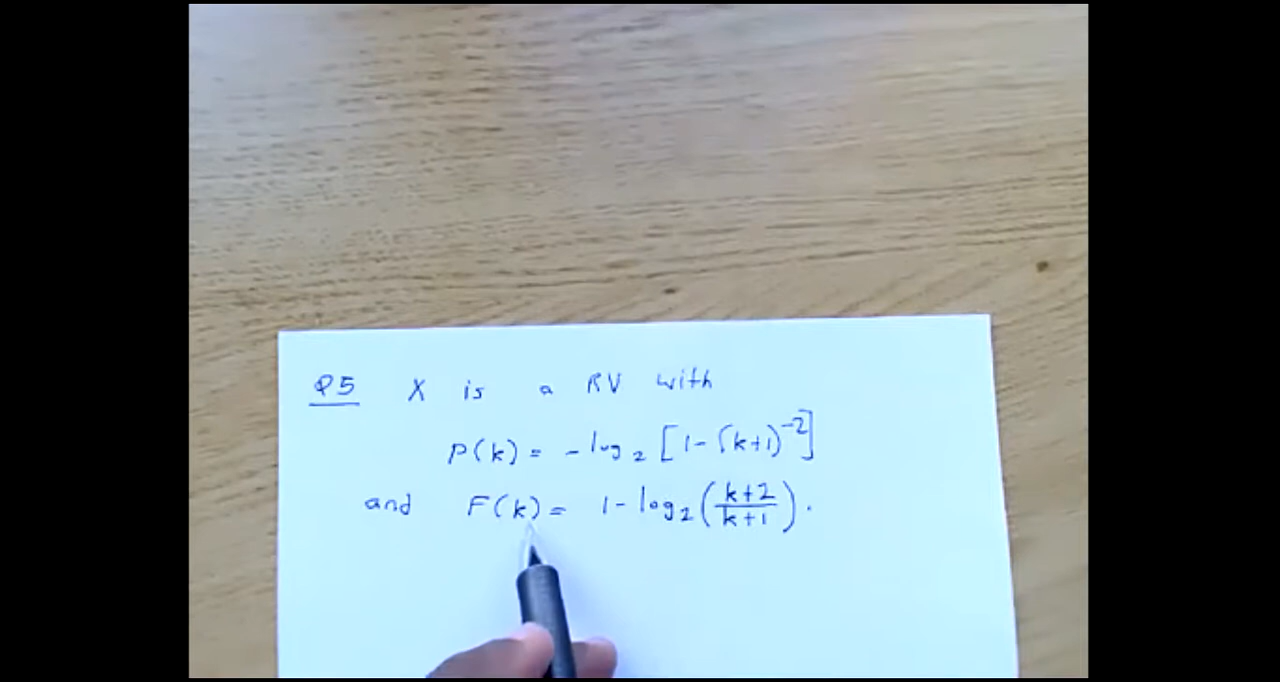 Q5 X is a RV with
P(k) = -log₂ [1-(k+1)⁻²]
and F(k) = 1-log₂ (k+2/k+1).